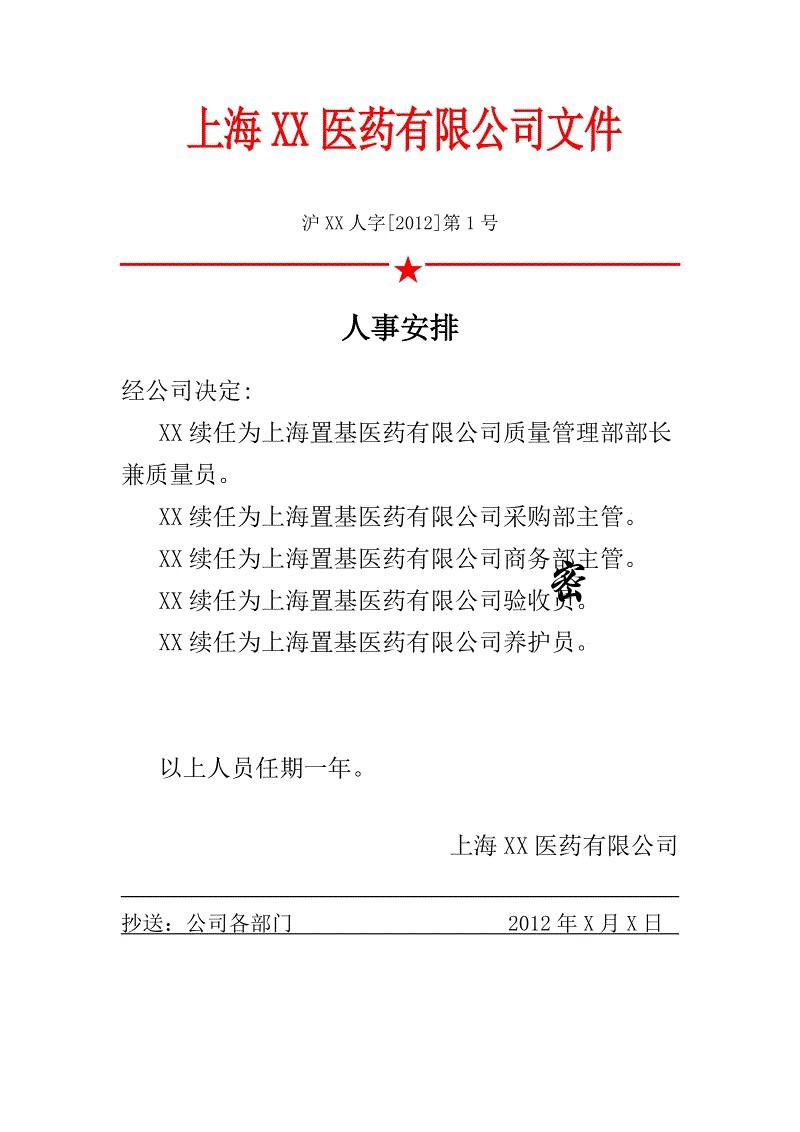 上海 XX 医药有限公司文件
沪 XX 人字[2012]第 1 号
人事安排
经公司决定:
XX 续任为上海置基医药有限公司质量管理部部长
兼质量员。
XX 续任为上海置基医药有限公司采购部主管。
XX 续任为上海置基医药有限公司商务部主管。
密
XX 续任为上海置基医药有限公司验收员。
XX 续任为上海置基医药有限公司养护员。
以上人员任期一年。
上海 XX 医药有限公司
抄送：公司各部门 2012 年 X 月 X 日